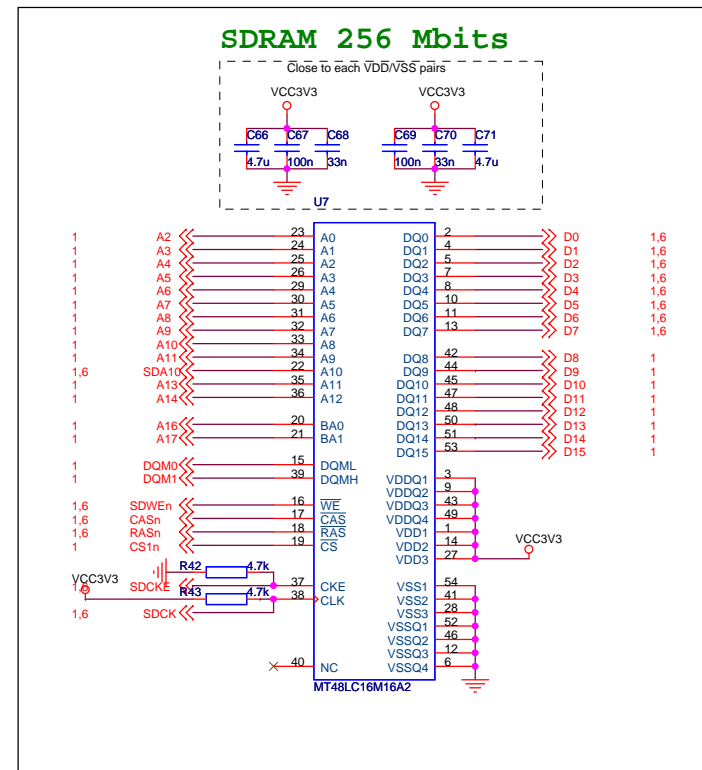 SDRAM 256 Mbits
Close to each VDD/VSS pairs
VCC3V3 VCC3V3
C66 C67 C68 C69 C70 C71
4.7u 100n 33n 100n 33n 4.7u
U7
1 A2 23 A0 DQ0 2 D0 1,6
1 A3 24 A1 DQ1 4 D1 1,6
1 A4 25 A2 DQ2 5 D2 1,6
1 A5 26 A3 DQ3 7 D3 1,6
1 A6 29 A4 DQ4 8 D4 1,6
1 A7 30 A5 DQ5 10 D5 1,6
1 A8 31 A6 DQ6 11 D6 1,6
1 A9 32 A7 DQ7 13 D7 1,6
1 A10 33 A8
1 A11 34 A9 DQ8 42 D8 1
1,6 SDA10 22 A10 DQ9 44 D9 1
1 A13 35 A11 DQ10 45 D10 1
1 A14 36 A12 DQ11 47 D11 1
DQ12 48 D12 1
1 A16 20 BA0 DQ13 50 D13 1
1 A17 21 BA1 DQ14 51 D14 1
DQ15 53 D15 1
1 DQM0 15 DQML
1 DQM1 39 DQMH VDDQ1 3
VDDQ2 9
1,6 SDWEn 16 WE VDDQ3 43
1,6 CASn 17 CAS VDDQ4 49
1,6 RASn 18 RAS VDD1 1
1 CS1n 19 CS VDD2 14 VCC3V3
VDD3 27
R42 4.7k
VCC3V3
1,6 SDCKE 37 CKE VSS1 54
R43 4.7k 38 CLK VSS2 41
1,6 SDCK VSS3 28
VSSQ1 52
VSSQ2 46
VSSQ3 12
40 NC VSSQ4 6
MT48LC16M16A2